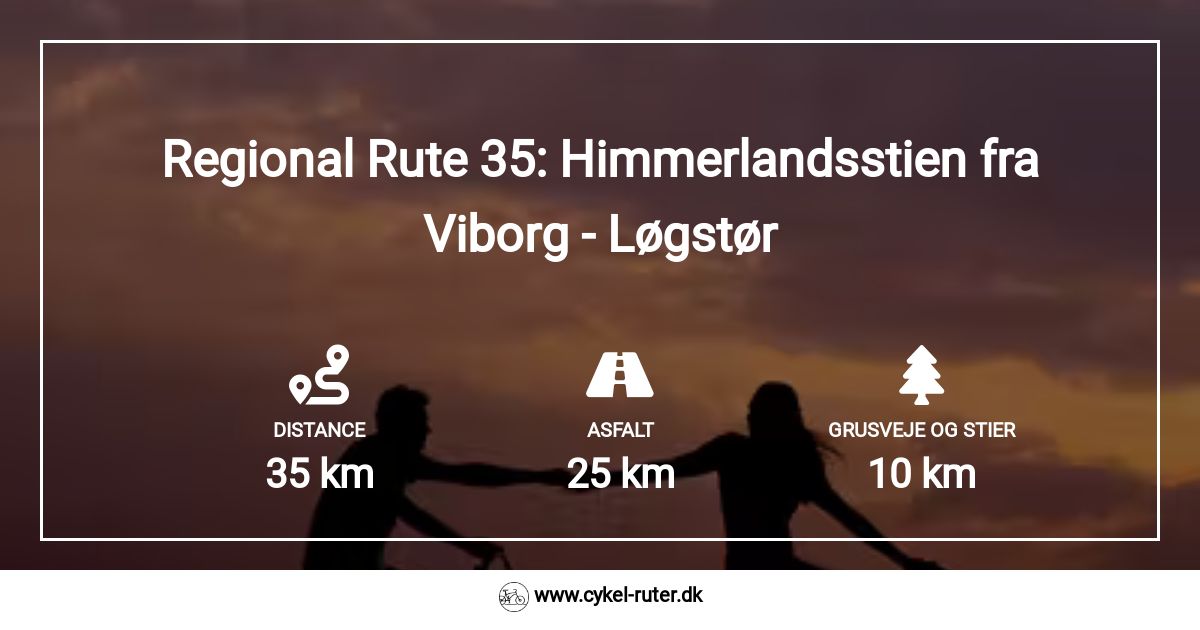 Regional Rute 35: Himmerlandsstien fra
Viborg - Løgstør
DISTANCE
35 km
ASFALT
25 km
GRUSVEJE OG STIER
10 km
www.cykel-ruter.dk